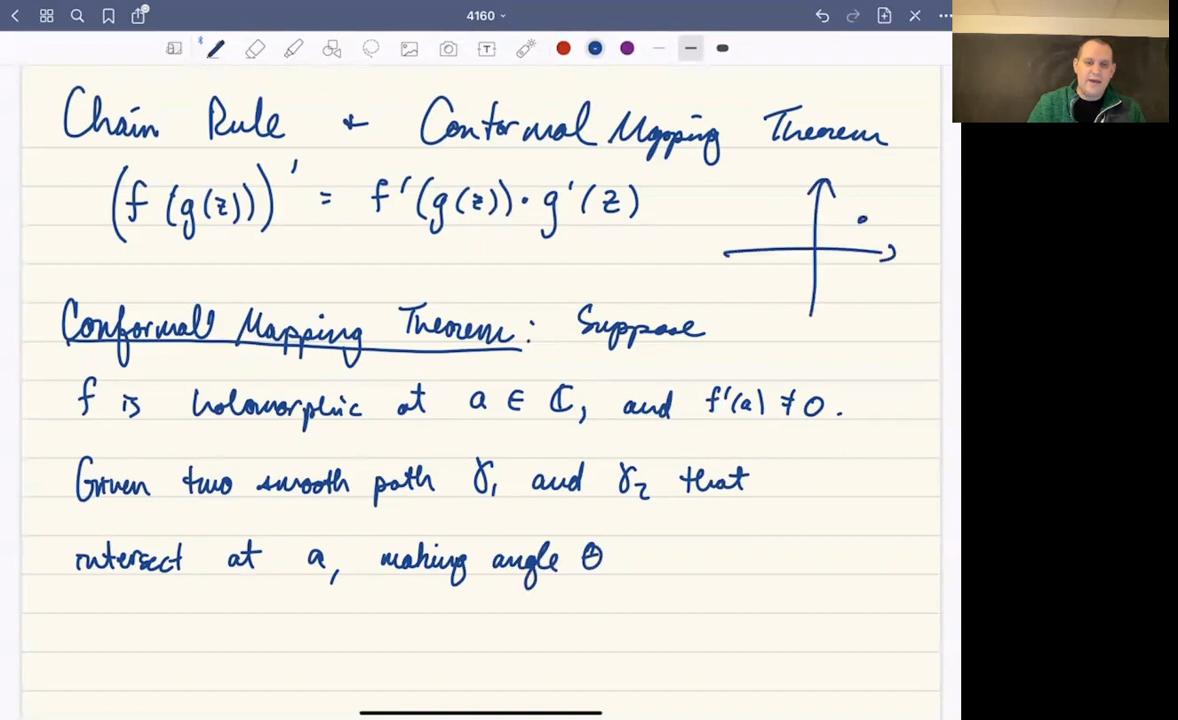 4160
Chain Rule + Conformal Mapping Theorem
(f(g(z)))' = f'(g(z))·g'(z)
Conformal Mapping Theorem: Suppose
f is holomorphic at a ∈ ℂ, and f'(a) ≠ 0.
Given two smooth path γ₁ and γ₂ that
intersect at a, making angle θ